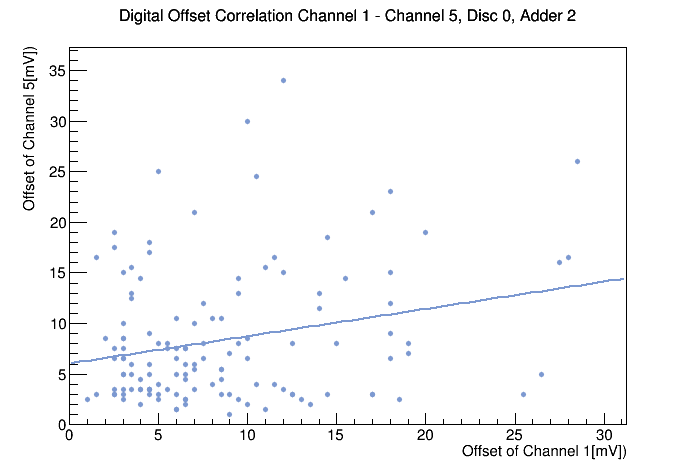 Digital Offset Correlation Channel 1 - Channel 5, Disc 0, Adder 2
Offset of Channel 5[mV])
35
30
25
20
15
10
5
0
0 5 10 15 20 25 30
Offset of Channel 1[mV])